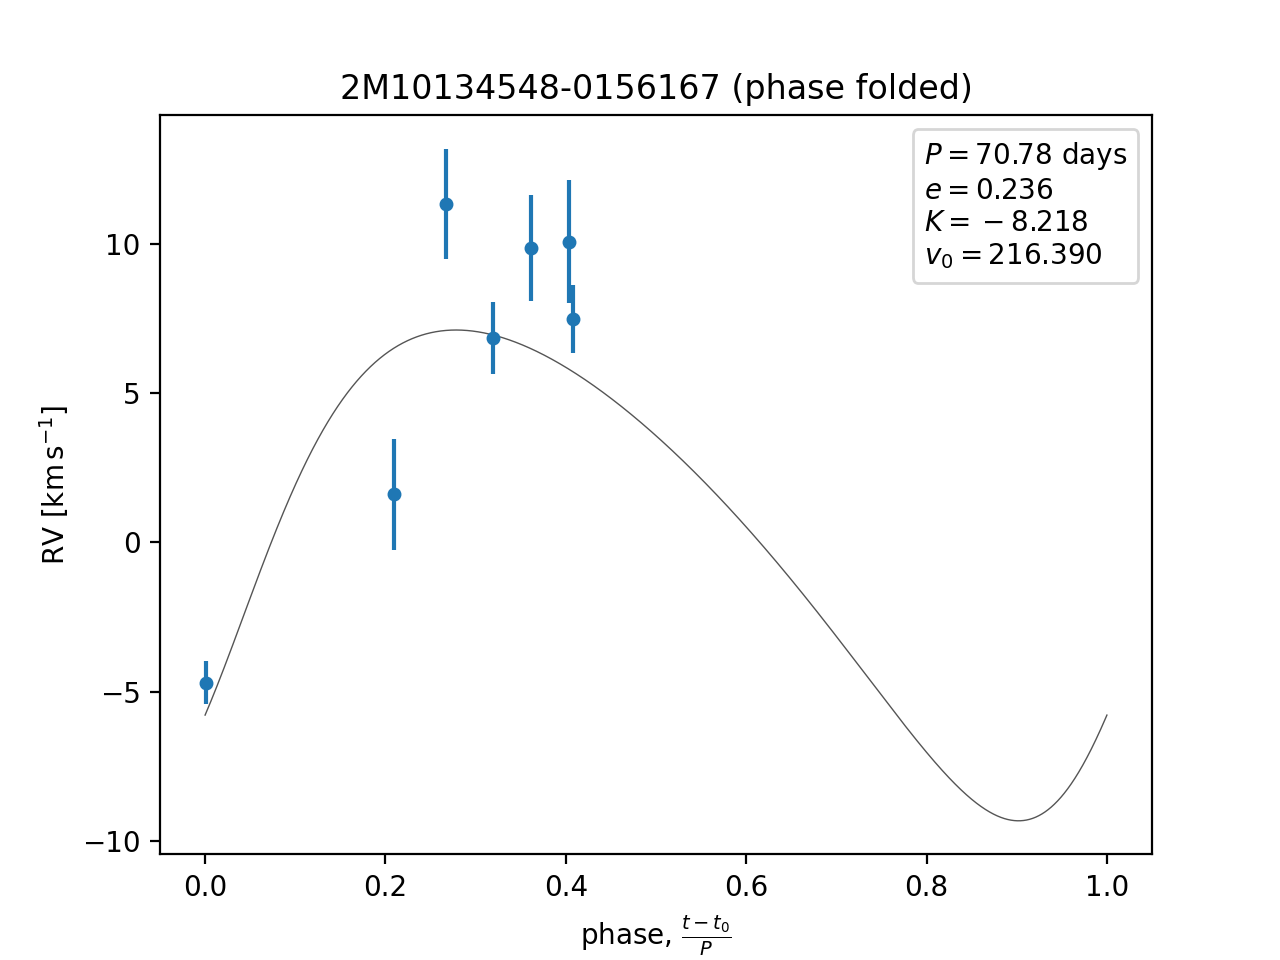 2M10134548-0156167 (phase folded)
P = 70.78 days
e = 0.236
K = −8.218
v₀ = 216.390
RV [km s⁻¹]
10
5
0
−5
−10
0.0 0.2 0.4 0.6 0.8 1.0
phase, (t − t₀)/P